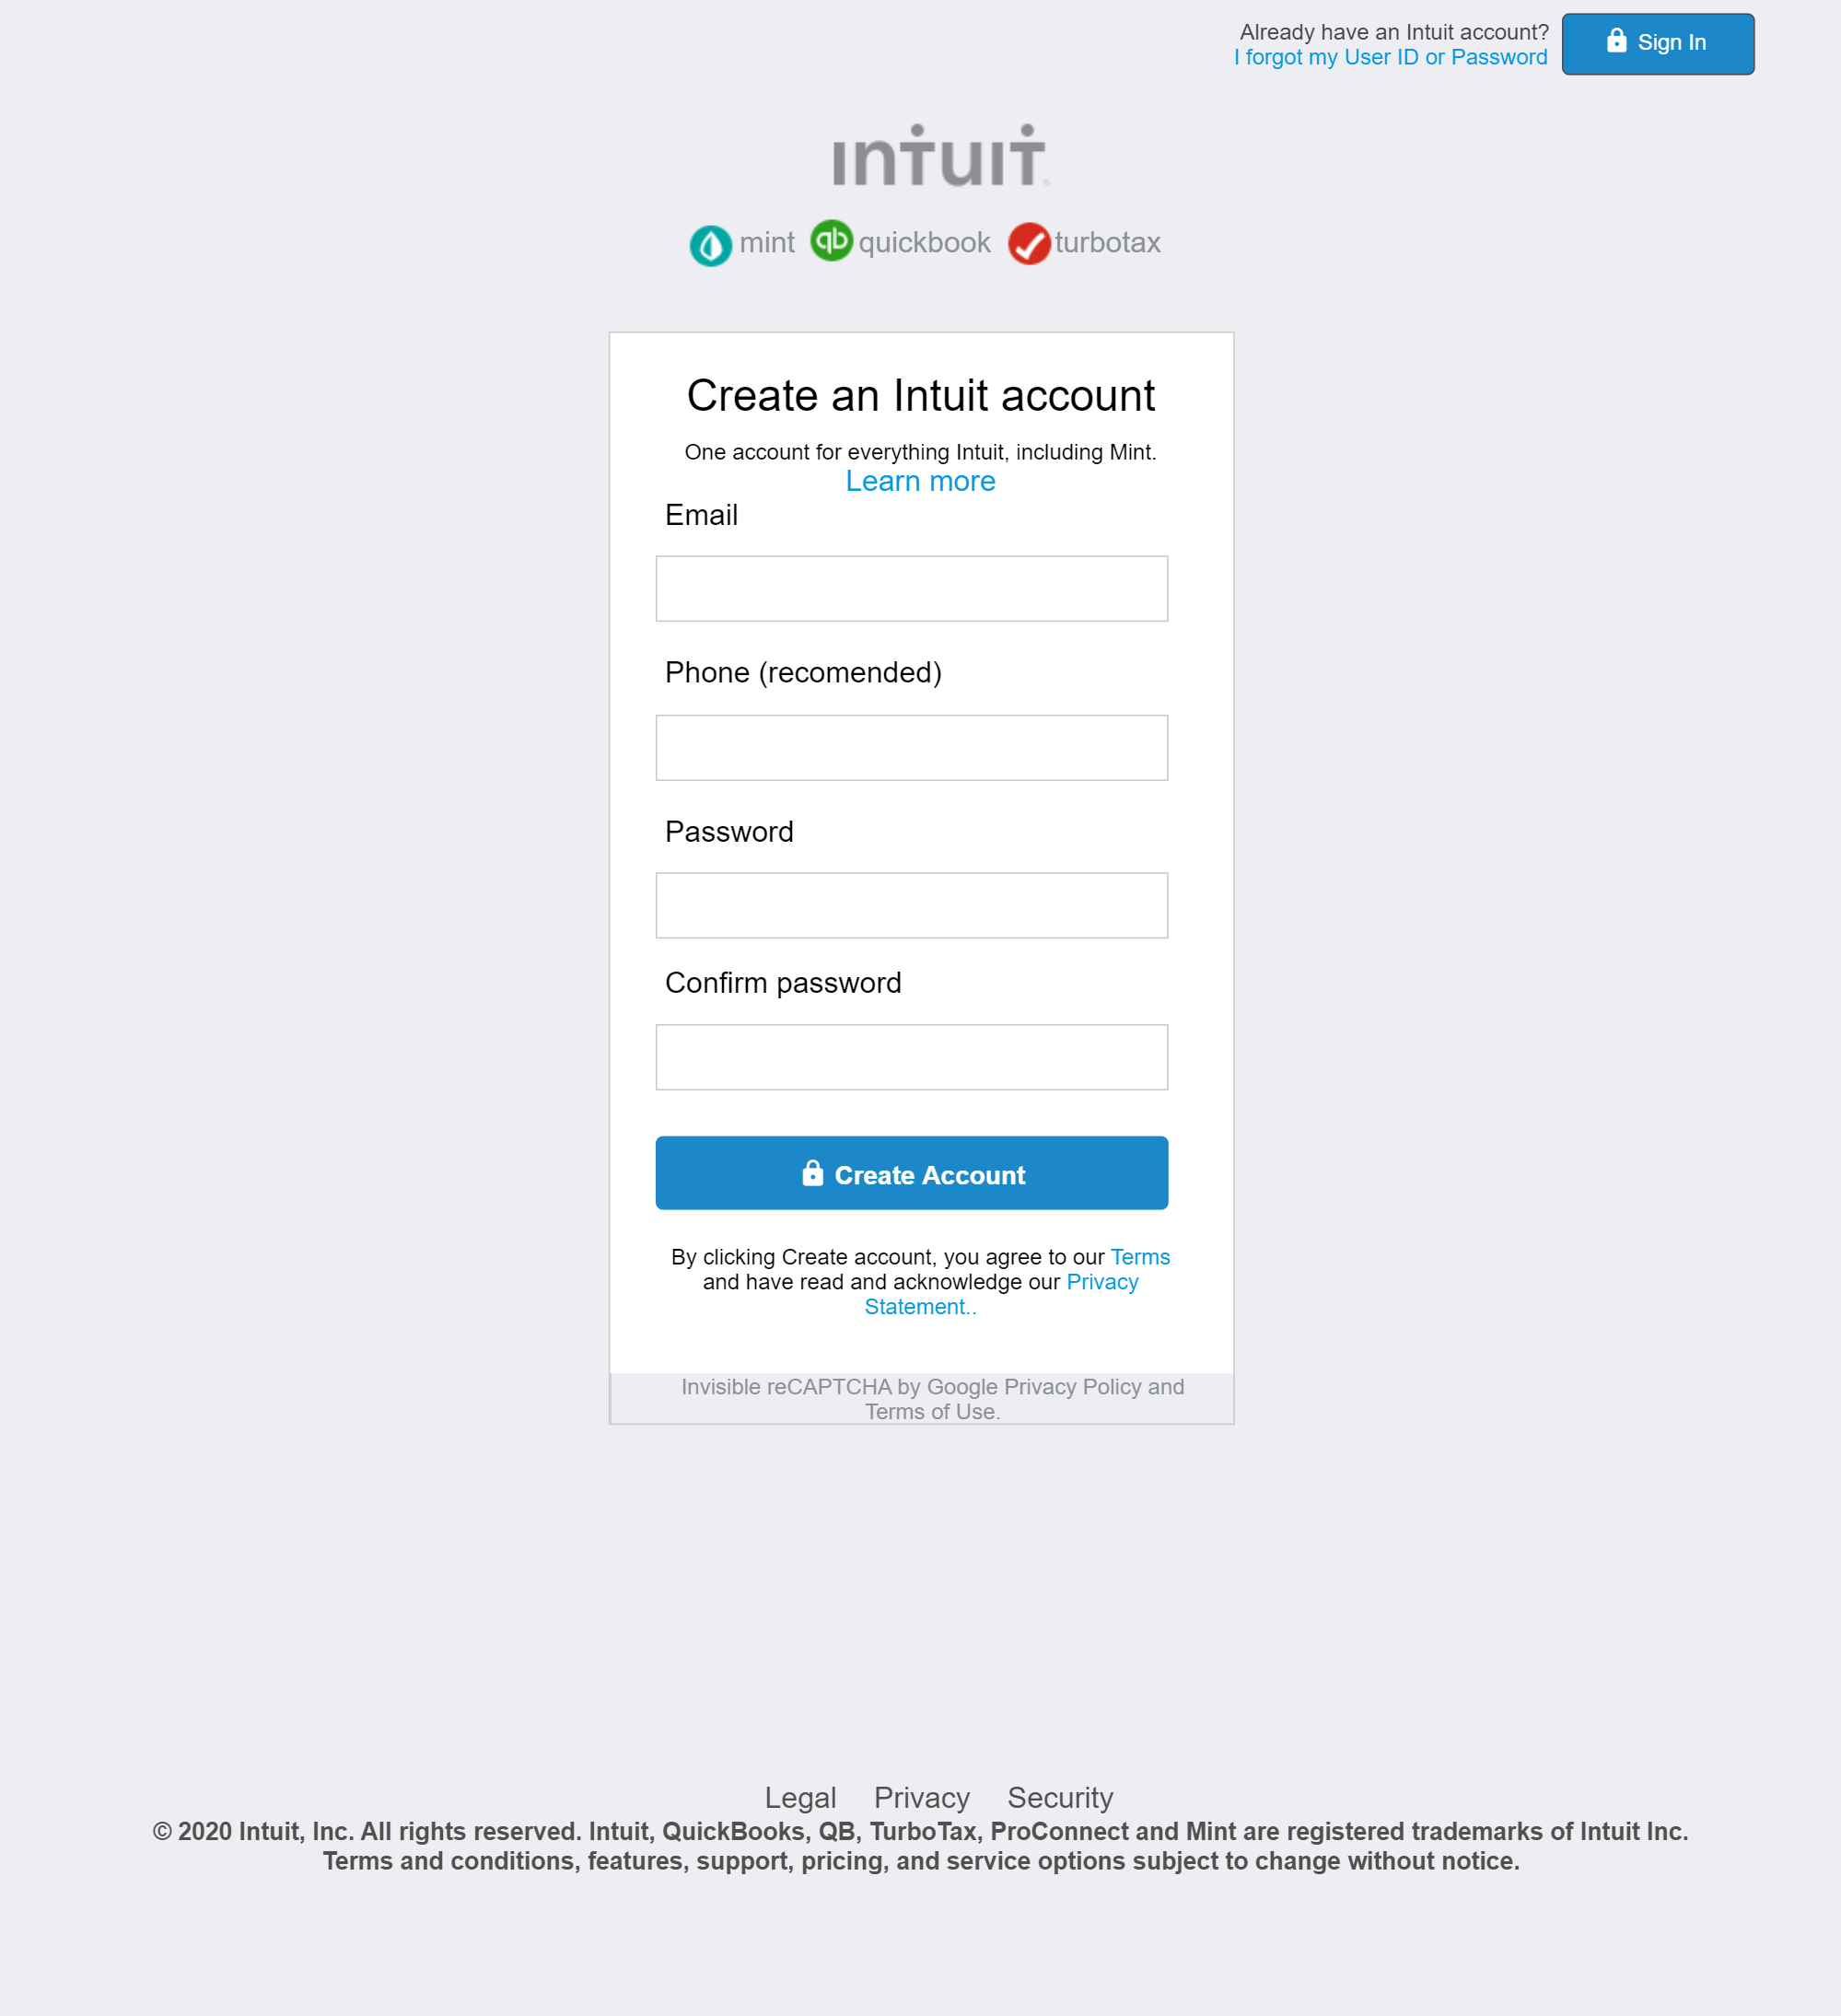 Already have an Intuit account?
I forgot my User ID or Password
Sign In
intuit
mint qb quickbook turbotax
Create an Intuit account
One account for everything Intuit, including Mint.
Learn more
Email
Phone (recomended)
Password
Confirm password
Create Account
By clicking Create account, you agree to our Terms
and have read and acknowledge our Privacy
Statement..
Invisible reCAPTCHA by Google Privacy Policy and
Terms of Use.
Legal Privacy Security
© 2020 Intuit, Inc. All rights reserved. Intuit, QuickBooks, QB, TurboTax, ProConnect and Mint are registered trademarks of Intuit Inc.
Terms and conditions, features, support, pricing, and service options subject to change without notice.